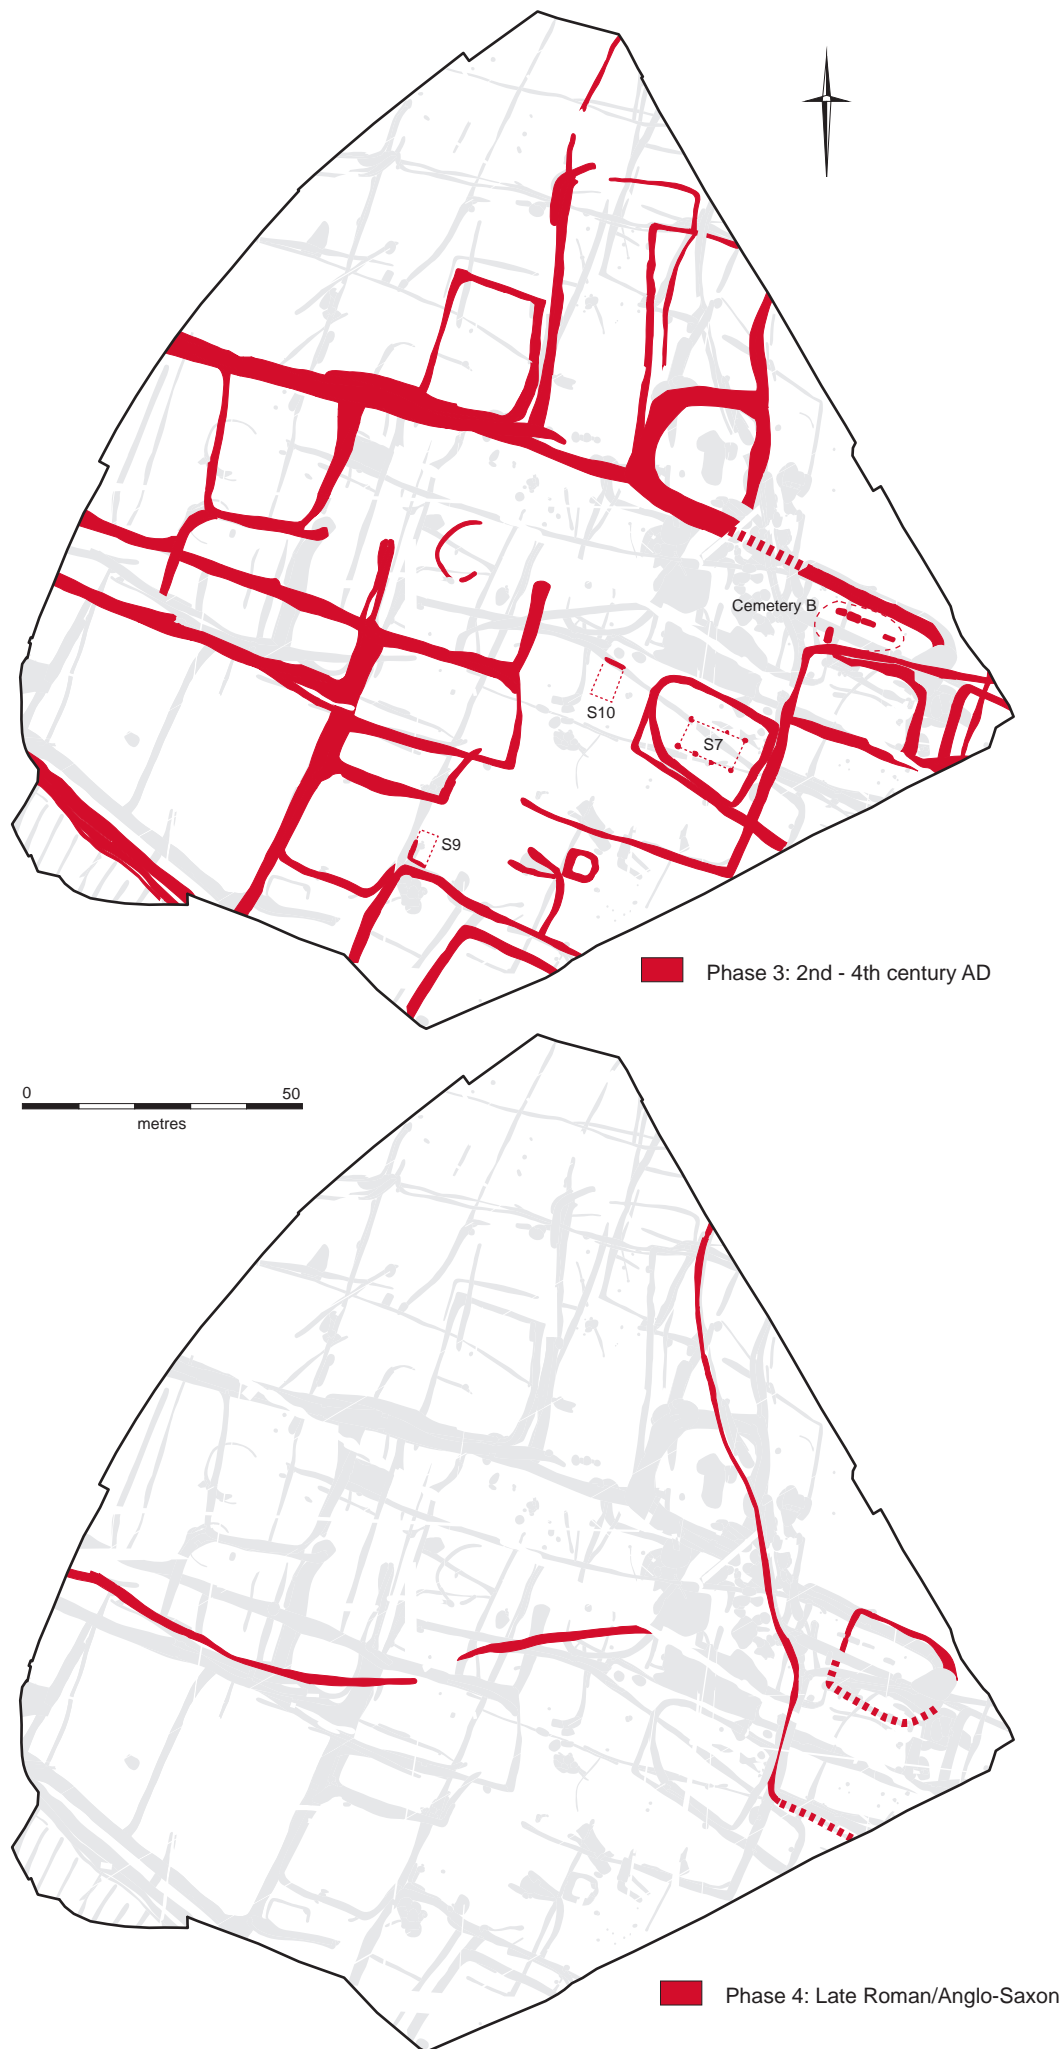 Cemetery B
S10
S7
S9
Phase 3: 2nd - 4th century AD
0 50
metres
Phase 4: Late Roman/Anglo-Saxon